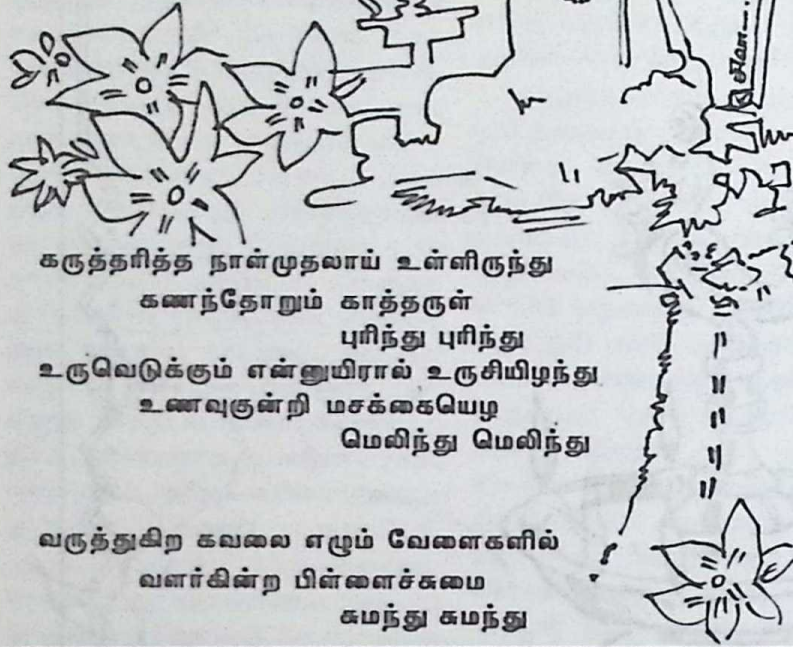 கருத்தரித்த நாள்முதலாய் உள்ளிருந்து
கணந்தோறும் காத்தருள்
புரிந்து புரிந்து
உருவெடுக்கும் என்னுயிரால் உருசியிழந்து
உணவுகுன்றி மசக்கையெழ
மெலிந்து மெலிந்து
வருத்துகிற கவலை எழும் வேளைகளில்
வளர்கின்ற பிள்ளைச்சுமை
சுமந்து சுமந்து